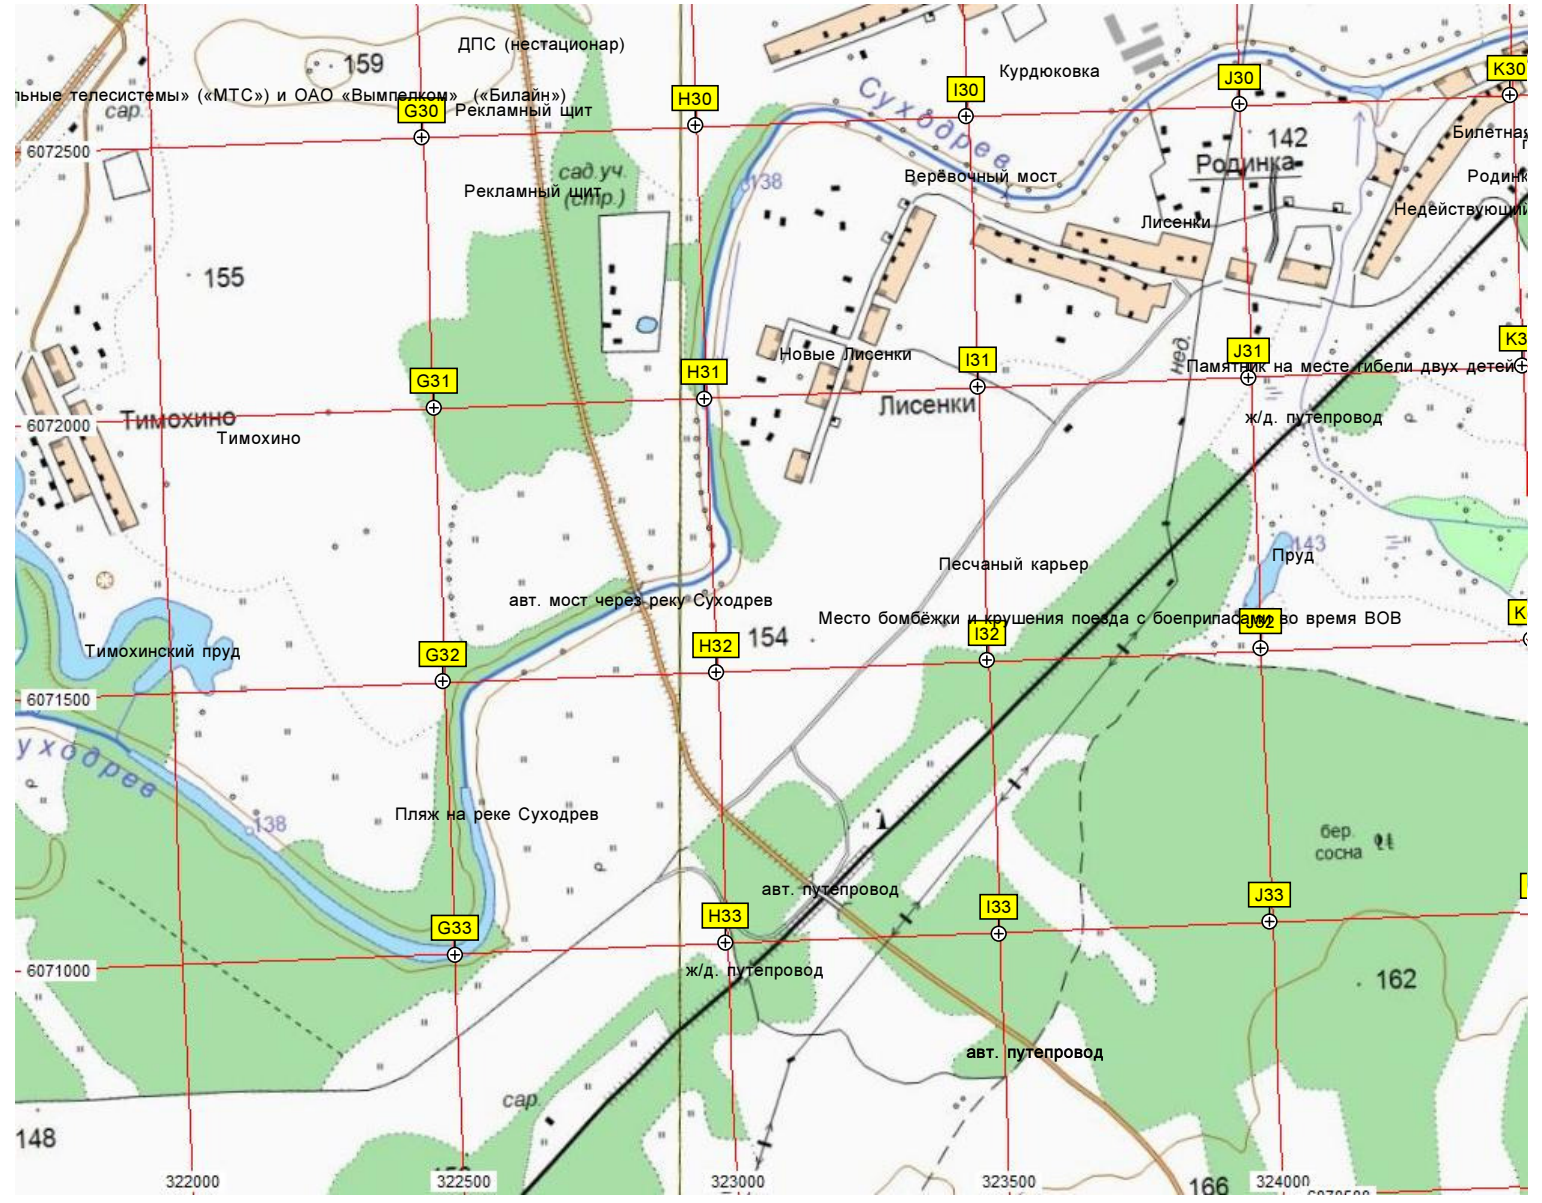 ДПС (нестационар)
159
Курдюковка
льные телесистемы» («МТС») и ОАО «Вымпелком» («Билайн»)
сар.
G30
Рекламный щит
H30
I30
J30
K30
Суходрев
6072500
142
Билетная
Родинка
сад.уч.
(стр.)
Рекламный щит
138
Верёвочный мост
Родинк
Недействующий
Лисенки
155
нед.
Новые Лисенки
G31
H31
I31
J31
K3
Памятник на месте гибели двух детей
Лисенки
ж/д. путепровод
6072000
Тимохино
Тимохино
143
Пруд
Песчаный карьер
авт. мост через реку Суходрев
Место бомбёжки и крушения поезда с боеприпасами во время ВОВ
154
G32
H32
I32
J32
K
Тимохинский пруд
6071500
уходрев
Пляж на реке Суходрев
138
бер.
сосна
авт. путепровод
G33
H33
I33
J33
6071000
ж/д. путепровод
162
авт. путепровод
сар.
148
322000
322500
323000
323500
324000
166